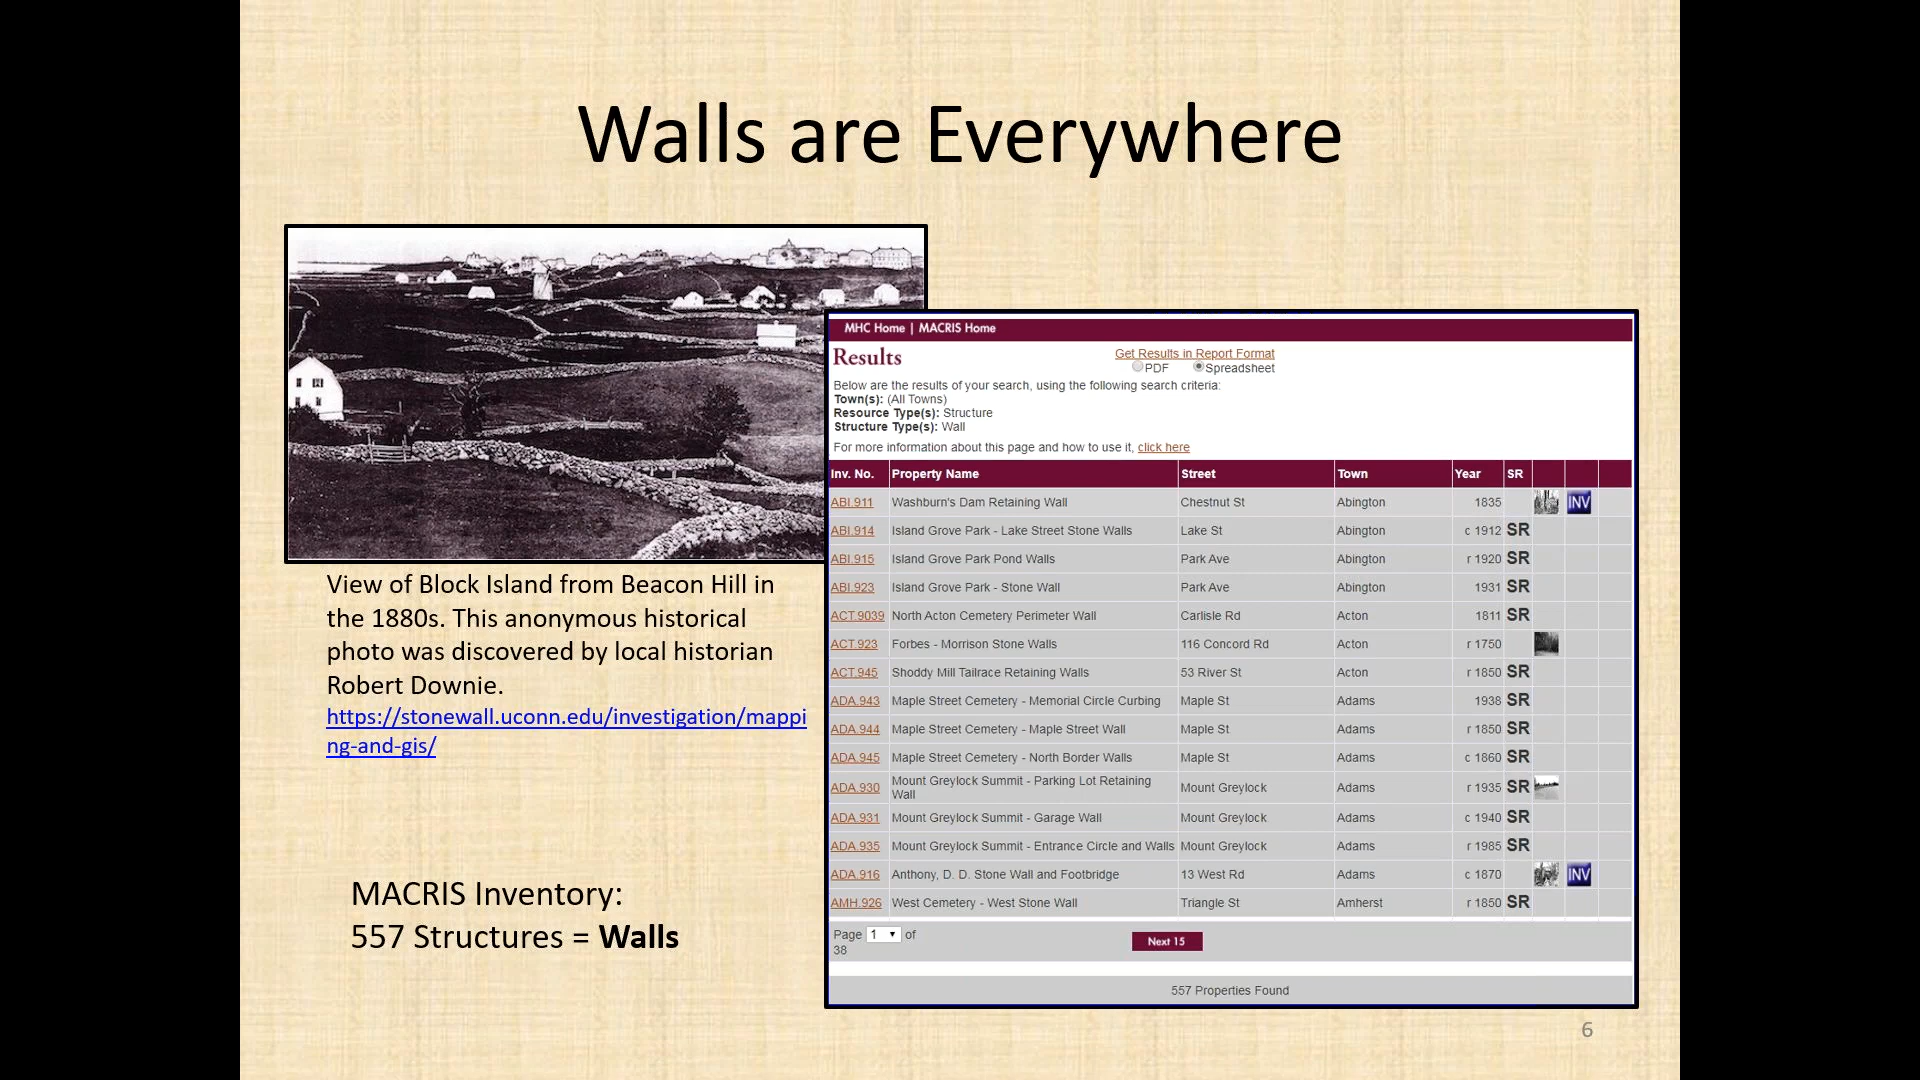 Walls are Everywhere
View of Block Island from Beacon Hill in
the 1880s. This anonymous historical
photo was discovered by local historian
Robert Downie.
https://stonewall.uconn.edu/investigation/mappi
ng-and-gis/
MACRIS Inventory:
557 Structures = Walls
MHC Home | MACRIS Home
Results
Get Results in Report Format
PDF Spreadsheet
Below are the results of your search, using the following search criteria:
Town(s): (All Towns)
Resource Type(s): Structure
Structure Type(s): Wall
For more information about this page and how to use it, click here
Inv. No. Property Name Street Town Year SR
ABI.911 Washburn's Dam Retaining Wall Chestnut St Abington 1835 INV
ABI.914 Island Grove Park - Lake Street Stone Walls Lake St Abington c 1912 SR
ABI.915 Island Grove Park Pond Walls Park Ave Abington r 1920 SR
ABI.923 Island Grove Park - Stone Wall Park Ave Abington 1931 SR
ACT.9039 North Acton Cemetery Perimeter Wall Carlisle Rd Acton 1811 SR
ACT.923 Forbes - Morrison Stone Walls 116 Concord Rd Acton r 1750
ACT.945 Shoddy Mill Tailrace Retaining Walls 53 River St Acton r 1850 SR
ADA.943 Maple Street Cemetery - Memorial Circle Curbing Maple St Adams 1938 SR
ADA.944 Maple Street Cemetery - Maple Street Wall Maple St Adams r 1850 SR
ADA.945 Maple Street Cemetery - North Border Walls Maple St Adams c 1860 SR
ADA.930 Mount Greylock Summit - Parking Lot Retaining
Wall Mount Greylock Adams r 1935 SR
ADA.931 Mount Greylock Summit - Garage Wall Mount Greylock Adams c 1940 SR
ADA.935 Mount Greylock Summit - Entrance Circle and Walls Mount Greylock Adams r 1985 SR
ADA.916 Anthony, D. D. Stone Wall and Footbridge 13 West Rd Adams c 1870 INV
AMH.926 West Cemetery - West Stone Wall Triangle St Amherst r 1850 SR
Page 1 of
38
Next 15
557 Properties Found
6